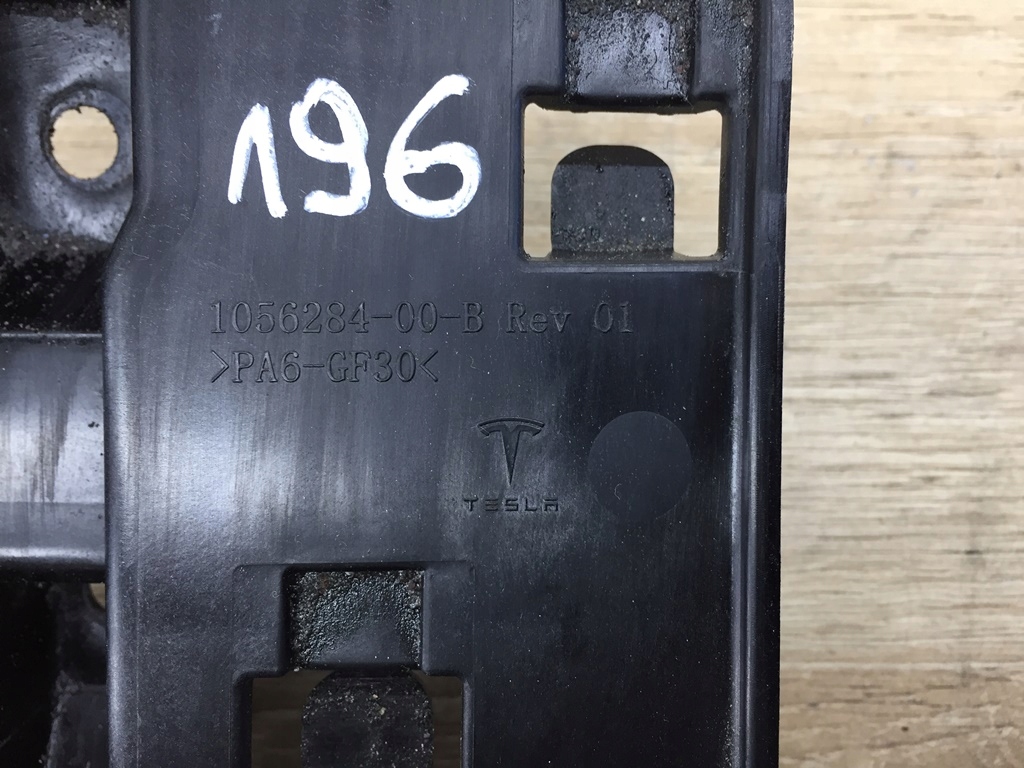 196
1056284-00-B Rev 01
>PA6-GF30<
TESLA